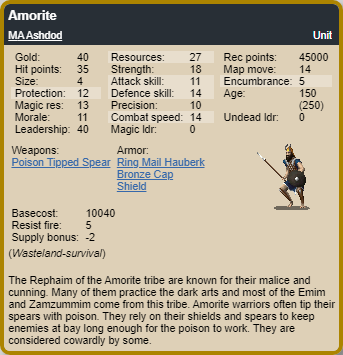 Amorite
MA Ashdod Unit
Gold: 40 Resources: 27 Rec points: 45000
Hit points: 35 Strength: 18 Map move: 14
Size: 4 Attack skill: 11 Encumbrance: 5
Protection: 12 Defence skill: 14 Age: 150
Magic res: 13 Precision: 10 (250)
Morale: 11 Combat speed: 14 Undead ldr: 0
Leadership: 40 Magic ldr: 0
Weapons: Armor:
Poison Tipped Spear Ring Mail Hauberk
Bronze Cap
Shield
Basecost: 10040
Resist fire: 5
Supply bonus: -2
(Wasteland-survival)
The Rephaim of the Amorite tribe are known for their malice and
cunning. Many of them practice the dark arts and most of the Emim
and Zamzummim come from this tribe. Amorite warriors often tip their
spears with poison. They rely on their shields and spears to keep
enemies at bay long enough for the poison to work. They are
considered cowardly by some.